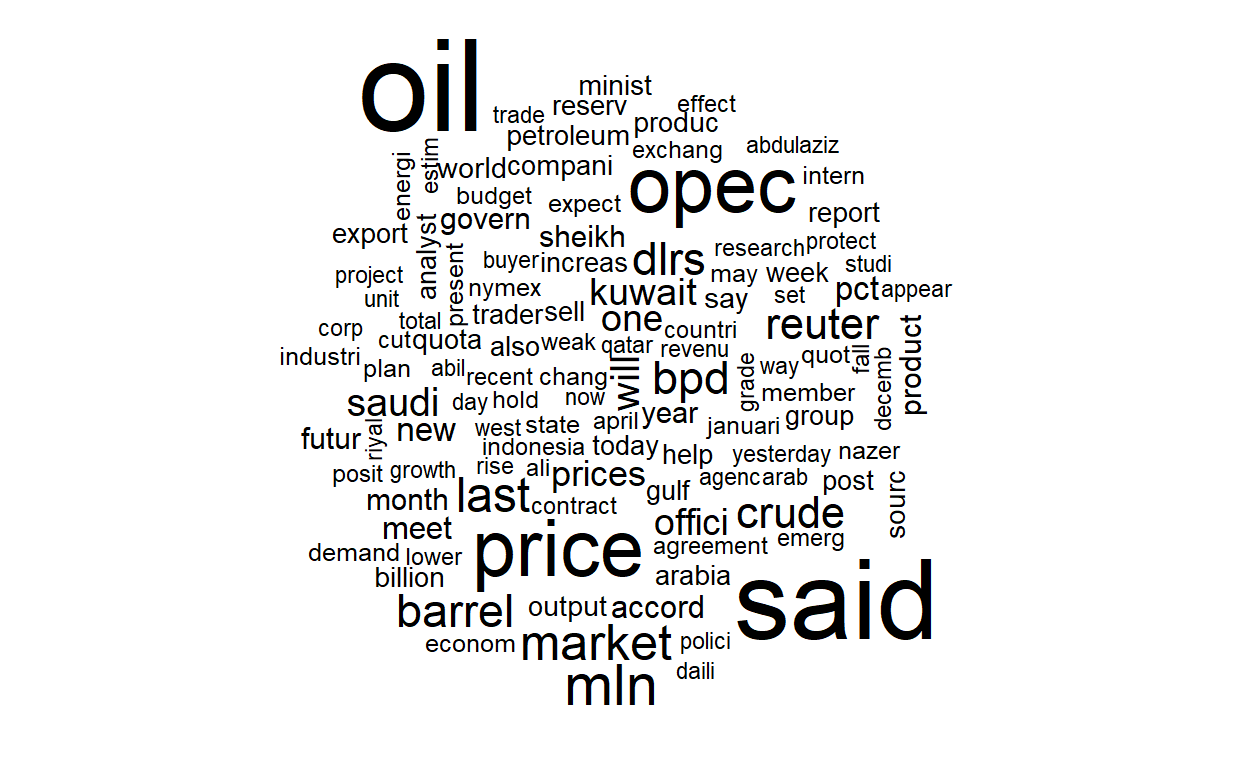 oil
minist
trade reserv effect
petroleum produc
exchang abdulaziz
energi estim world compani opec intern
budget expect report
govern
export analyst sheikh
present buyer increas dlrs research protect
project nymex kuwait may week studi
unit say set pct appear
total trader sell one countri reuter product
corp cut quota also weak qatar revenu quot fall
industri plan abil recent chang will bpd grade way member decemb
saudi day hold now
riyal new west state april year januari group
futur indonesia today help yesterday nazer
posit growth rise ali prices agenc arab post sourc
month last contract gulf
meet offici crude
demand lower price agreement emerg
billion arabia said
barrel output accord
econom market polici
mln daili